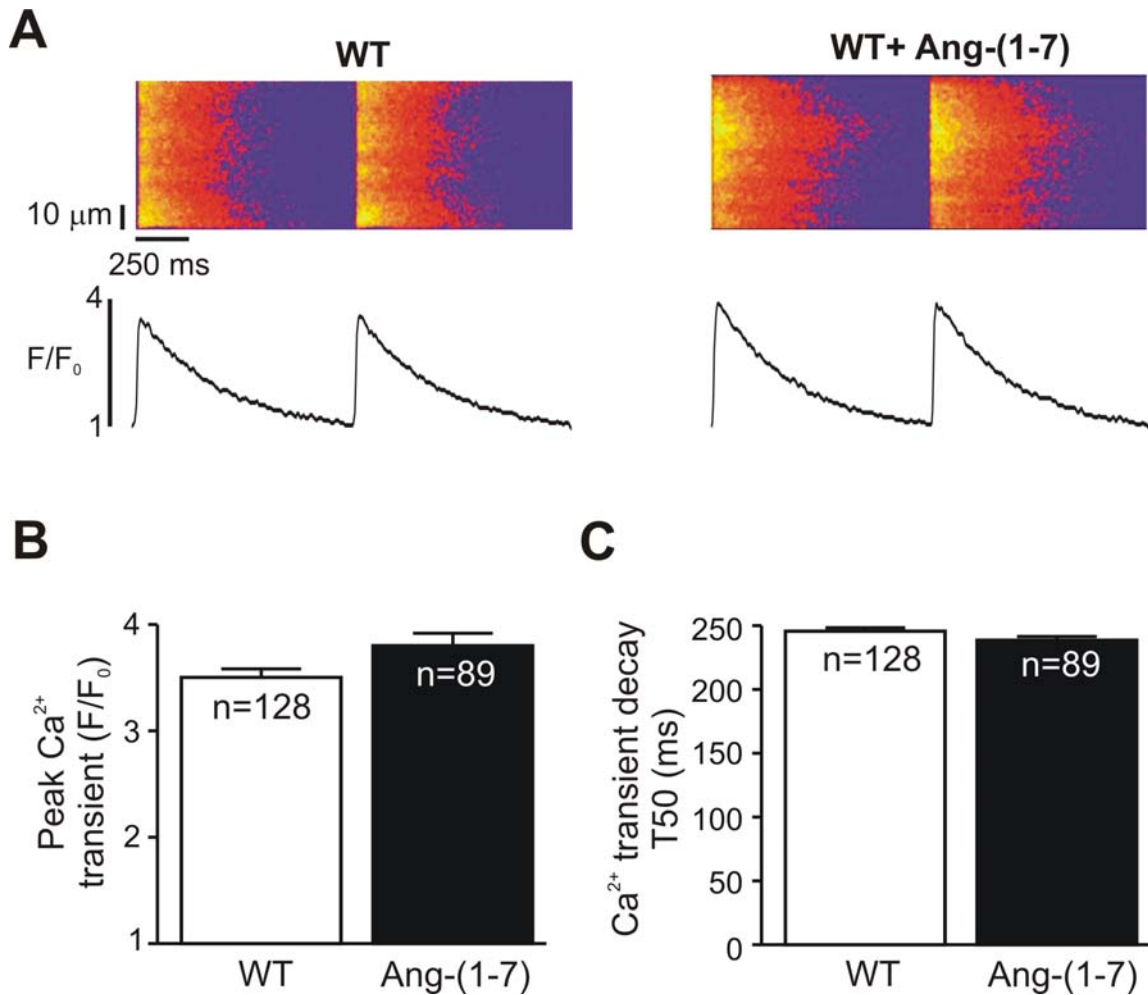 A
WT
WT+ Ang-(1-7)
10 μm
250 ms
4
F/F₀
1
B
Peak Ca²⁺
transient (F/F₀)
4
3
2
1
n=128
n=89
WT
Ang-(1-7)
C
Ca²⁺ transient decay
T50 (ms)
250
200
150
100
50
0
n=128
n=89
WT
Ang-(1-7)